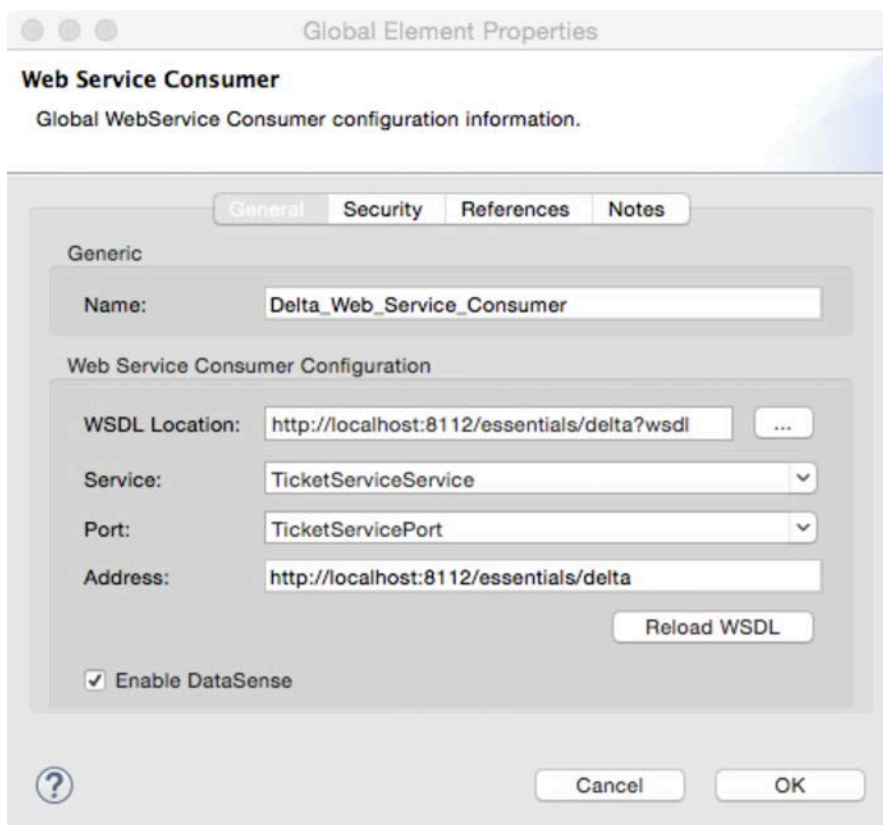 Global Element Properties
Web Service Consumer
Global WebService Consumer configuration information.
General Security References Notes
Generic
Name: Delta_Web_Service_Consumer
Web Service Consumer Configuration
WSDL Location: http://localhost:8112/essentials/delta?wsdl ...
Service: TicketServiceService
Port: TicketServicePort
Address: http://localhost:8112/essentials/delta
Reload WSDL
Enable DataSense
? Cancel OK